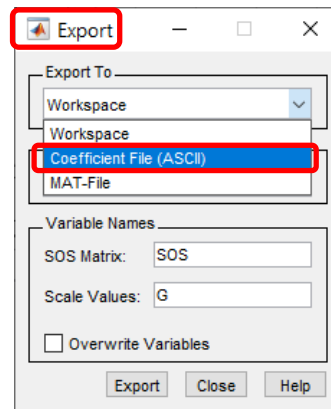 Export
Export To
Workspace
Workspace
Coefficient File (ASCII)
MAT-File
Variable Names
SOS Matrix: SOS
Scale Values: G
Overwrite Variables
Export Close Help